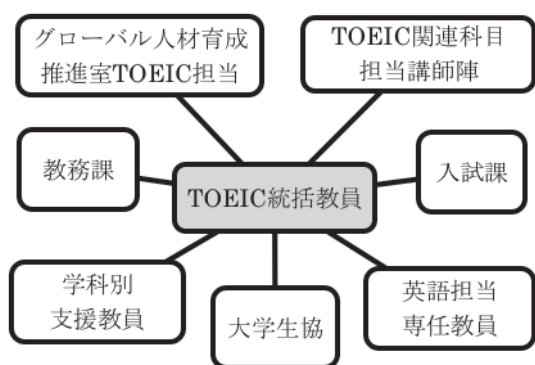 グローバル人材育成
推進室TOEIC担当
TOEIC関連科目
担当講師陣
教務課
TOEIC統括教員
入試課
学科別
支援教員
大学生協
英語担当
専任教員